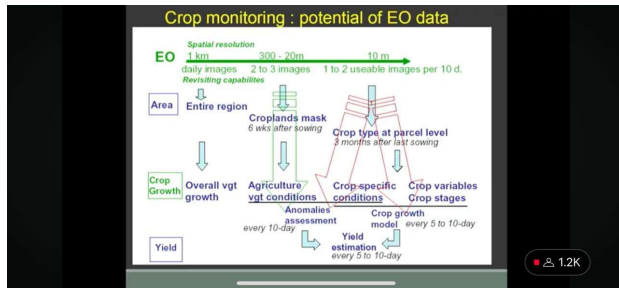 Crop monitoring : potential of EO data
Spatial resolution
EO 1 km 300 - 20m 10 m
daily images 2 to 3 images 1 to 2 useable images per 10 d.
Revisiting capabilites
Area Entire region
Croplands mask
6 wks after sowing
Crop type at parcel level
3 months after last sowing
Crop
Growth
Overall vgt
growth
Agriculture
vgt conditions
Crop specific
conditions
Crop variables
Crop stages
Anomalies
assessment
every 10-day
Crop growth
model every 5 to 10-day
Yield
Yield
estimation
every 5 to 10-day
1.2K